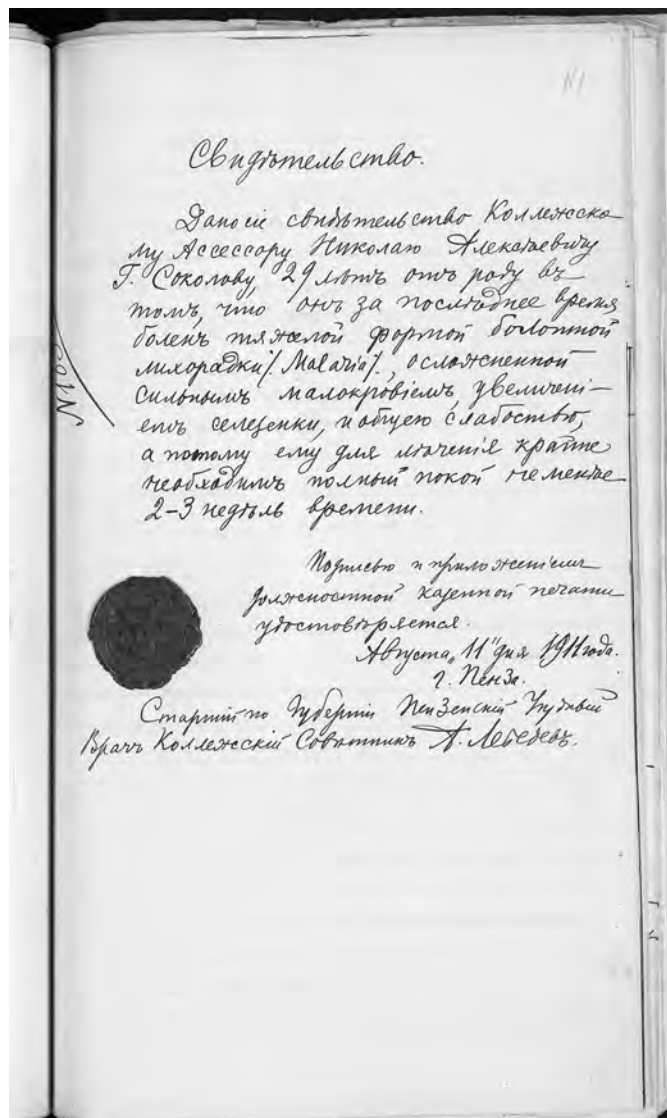 Свидѣтельство.
Дано сіе свидѣтельство Коллежско-
му Ассессору Николаю Алексѣевичу
Г. Соколову, 29 лѣтъ отъ роду въ
томъ, что онъ за послѣднее время
боленъ тяжелой формой болотной
лихорадки /. Malaria /., осложненной
сильнымъ малокровіемъ, увеличені-
емъ селезенки, и общею слабостью,
а потому ему для лѣченія крайне
необходимъ полный покой не менѣе
2-3 недѣль времени.
Подписью и приложеніемъ
должностной казенной печати
удостовѣряется.
Августа „11" дня 1911 года.
г. Пенза.
Старшій по Губерніи Пензенскій Уѣздный
Врачъ Коллежскій Совѣтникъ А. Лебедевъ.